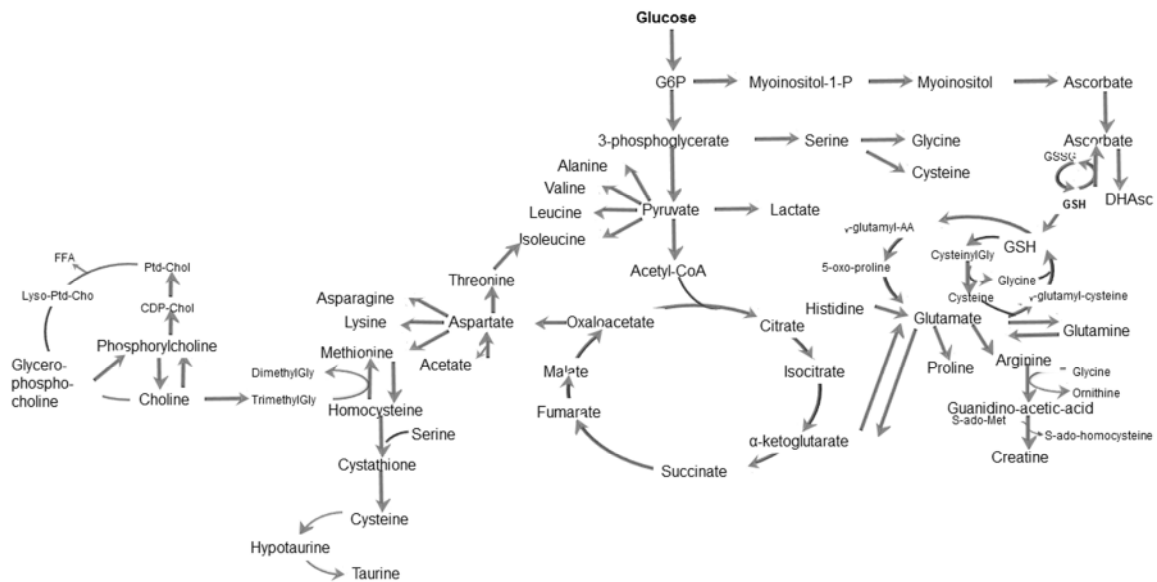 Glucose
G6P
Myoinositol-1-P
Myoinositol
Ascorbate
3-phosphoglycerate
Serine
Glycine
Ascorbate
GSSG
Cysteine
Alanine
Valine
Leucine
Isoleucine
Pyruvate
Lactate
GSH
DHAsc
γ-glutamyl-AA
GSH
CysteinylGly
5-oxo-proline
Glycine
Cysteine
γ-glutamyl-cysteine
FFA
Ptd-Chol
Lyso-Ptd-Cho
CDP-Chol
Phosphorylcholine
Glycero-
phospho-
choline
Choline
Threonine
Acetyl-CoA
Asparagine
Lysine
Aspartate
Oxaloacetate
Citrate
Histidine
Glutamate
Glutamine
Methionine
Acetate
DimethylGly
TrimethylGly
Homocysteine
Malate
Isocitrate
Proline
Arginine
Glycine
Ornithine
Fumarate
Guanidino-acetic-acid
S-ado-Met
S-ado-homocysteine
Creatine
Serine
Cystathione
α-ketoglutarate
Succinate
Cysteine
Hypotaurine
Taurine